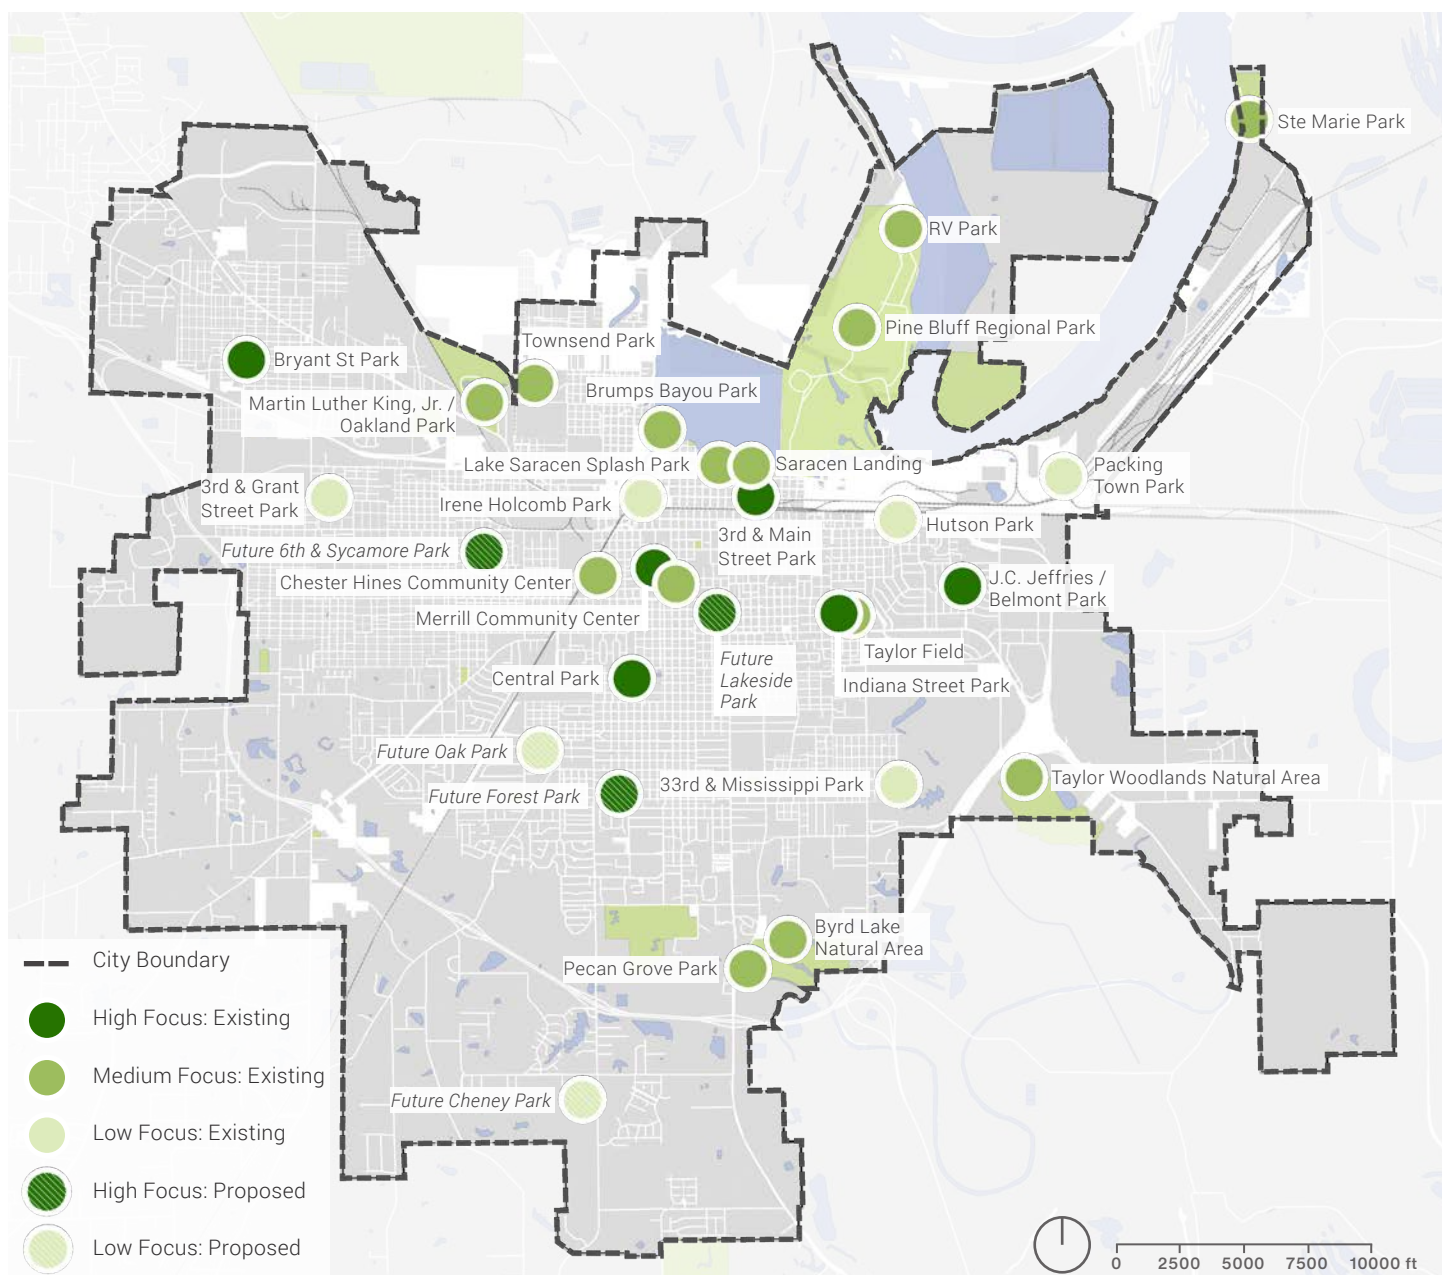 Ste Marie Park
RV Park
Pine Bluff Regional Park
Townsend Park
Bryant St Park
Brumps Bayou Park
Martin Luther King, Jr. /
Oakland Park
Lake Saracen Splash Park
Saracen Landing
Packing
Town Park
3rd & Grant
Street Park
Irene Holcomb Park
Hutson Park
3rd & Main
Street Park
Future 6th & Sycamore Park
Chester Hines Community Center
J.C. Jeffries /
Belmont Park
Merrill Community Center
Taylor Field
Future
Lakeside
Park
Central Park
Indiana Street Park
Future Oak Park
33rd & Mississippi Park
Taylor Woodlands Natural Area
Future Forest Park
Byrd Lake
Natural Area
Pecan Grove Park
Future Cheney Park
City Boundary
High Focus: Existing
Medium Focus: Existing
Low Focus: Existing
High Focus: Proposed
Low Focus: Proposed
0 2500 5000 7500 10000 ft